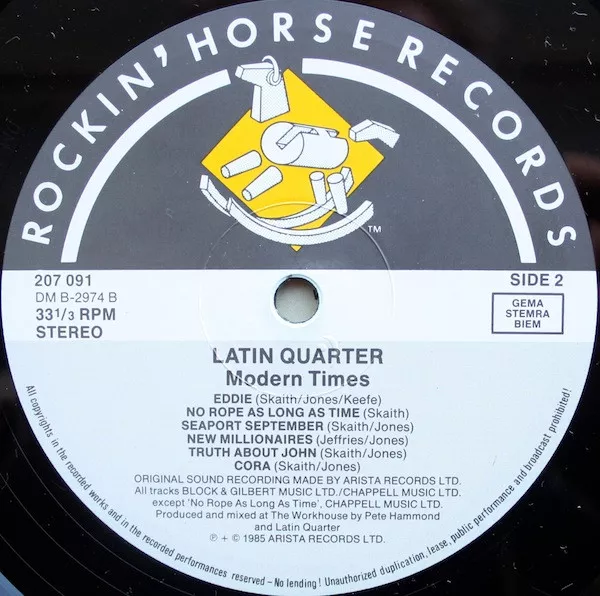 ROCKIN' HORSE RECORDS
TM
207 091
DM B-2974 B
33 1/3 RPM
STEREO
SIDE 2
GEMA
STEMRA
BIEM
LATIN QUARTER
Modern Times
EDDIE (Skaith/Jones/Keefe)
NO ROPE AS LONG AS TIME (Skaith)
SEAPORT SEPTEMBER (Skaith/Jones)
NEW MILLIONAIRES (Jeffries/Jones)
TRUTH ABOUT JOHN (Skaith/Jones)
CORA (Skaith/Jones)
ORIGINAL SOUND RECORDING MADE BY ARISTA RECORDS LTD.
All tracks BLOCK & GILBERT MUSIC LTD./CHAPPELL MUSIC LTD.
except 'No Rope As Long As Time', CHAPPELL MUSIC LTD.
Produced and mixed at The Workhouse by Pete Hammond
and Latin Quarter
℗ + © 1985 ARISTA RECORDS LTD.
All copyrights in the recorded works and in the recorded performances reserved – No lending! Unauthorized duplication, lease, public performance and broadcast prohibited!